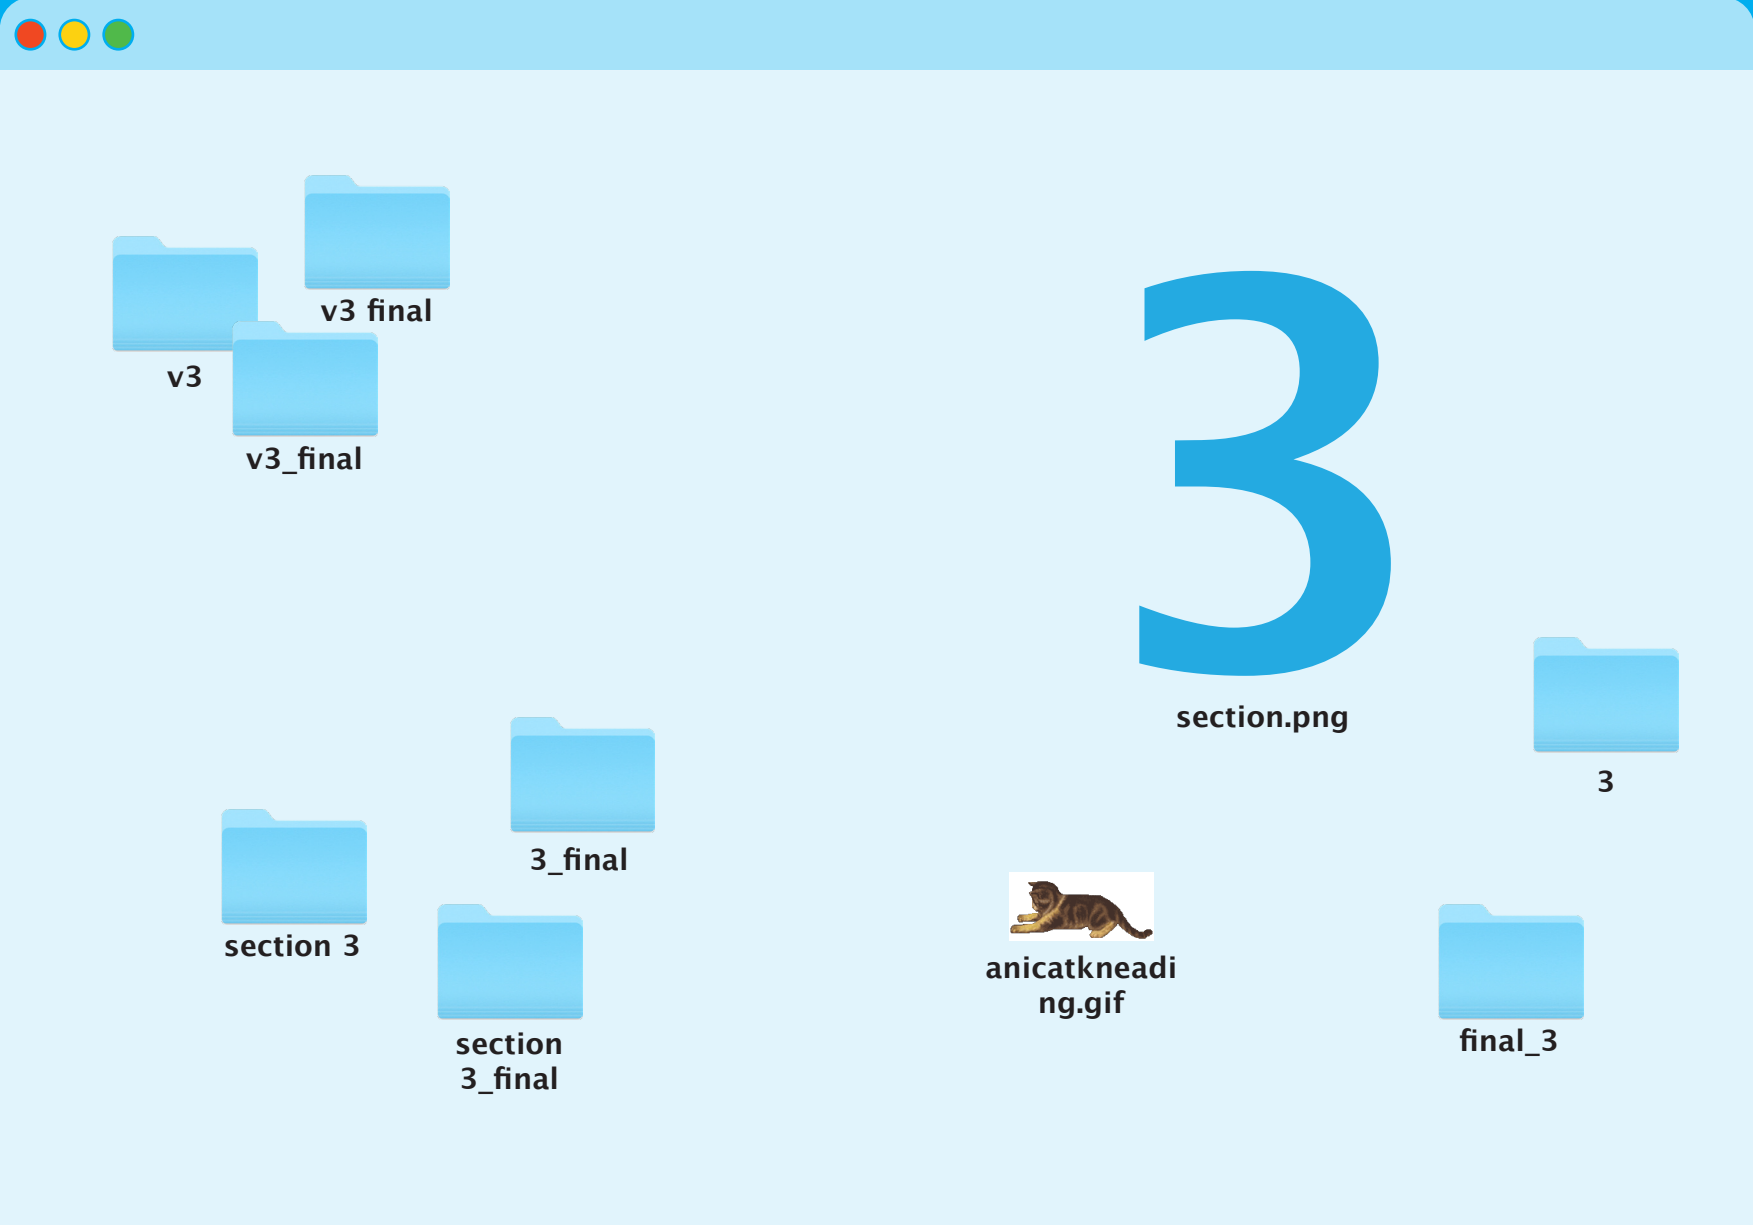 v3 final
v3
v3_final
3
section.png
3
3_final
section 3
anicatkneadi
ng.gif
section
3_final
final_3